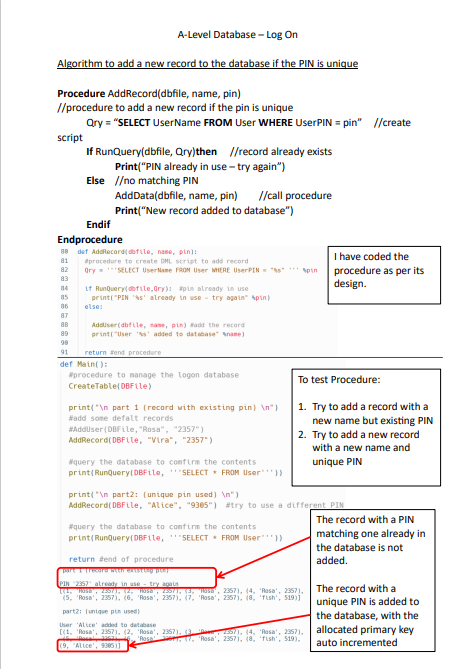 A-Level Database – Log On
Algorithm to add a new record to the database if the PIN is unique
Procedure AddRecord(dbfile, name, pin)
//procedure to add a new record if the pin is unique
Qry = “SELECT UserName FROM User WHERE UserPIN = pin” //create
script
If RunQuery(dbfile, Qry)then //record already exists
Print(“PIN already in use – try again”)
Else //no matching PIN
AddData(dbfile, name, pin) //call procedure
Print(“New record added to database”)
Endif
Endprocedure
80 def AddRecord(dbfile, name, pin):
81 #procedure to create DML script to add record
82 Qry = '''SELECT UserName FROM User WHERE UserPIN = "%s" ''' %pin
83
84 if RunQuery(dbfile,Qry): #pin already in use
85 print("PIN '%s' already in use - try again" %pin)
86 else:
87
88 AddUser(dbfile, name, pin) #add the record
89 print("User '%s' added to database" %name)
90
91 return #end procedure
I have coded the
procedure as per its
design.
def Main():
#procedure to manage the logon database
CreateTable(DBFile)
print("\n part 1 (record with existing pin) \n")
#add some defalt records
#AddUser(DBFile,"Rosa", "2357")
AddRecord(DBFile, "Vira", "2357")
#query the database to comfirm the contents
print(RunQuery(DBFile, '''SELECT * FROM User'''))
print("\n part2: (unique pin used) \n")
AddRecord(DBFile, "Alice", "9305") #try to use a different PIN
#query the database to comfirm the contents
print(RunQuery(DBFile, '''SELECT * FROM User'''))
return #end of procedure
To test Procedure:
1. Try to add a record with a
new name but existing PIN
2. Try to add a new record
with a new name and
unique PIN
part 1 (record with existing pin)
PIN '2357' already in use - try again
[(1, 'Rosa', 2357), (2, 'Rosa', 2357), (3, 'Rosa', 2357), (4, 'Rosa', 2357),
(5, 'Rosa', 2357), (6, 'Rosa', 2357), (7, 'Rosa', 2357), (8, 'fish', 519)]
part2: (unique pin used)
User 'Alice' added to database
[(1, 'Rosa', 2357), (2, 'Rosa', 2357), (3, 'Rosa', 2357), (4, 'Rosa', 2357),
(5, 'Rosa', 2357), (6, 'Rosa', 2357), (7, 'Rosa', 2357), (8, 'fish', 519),
(9, 'Alice', 9305)]
The record with a PIN
matching one already in
the database is not
added.
The record with a
unique PIN is added to
the database, with the
allocated primary key
auto incremented